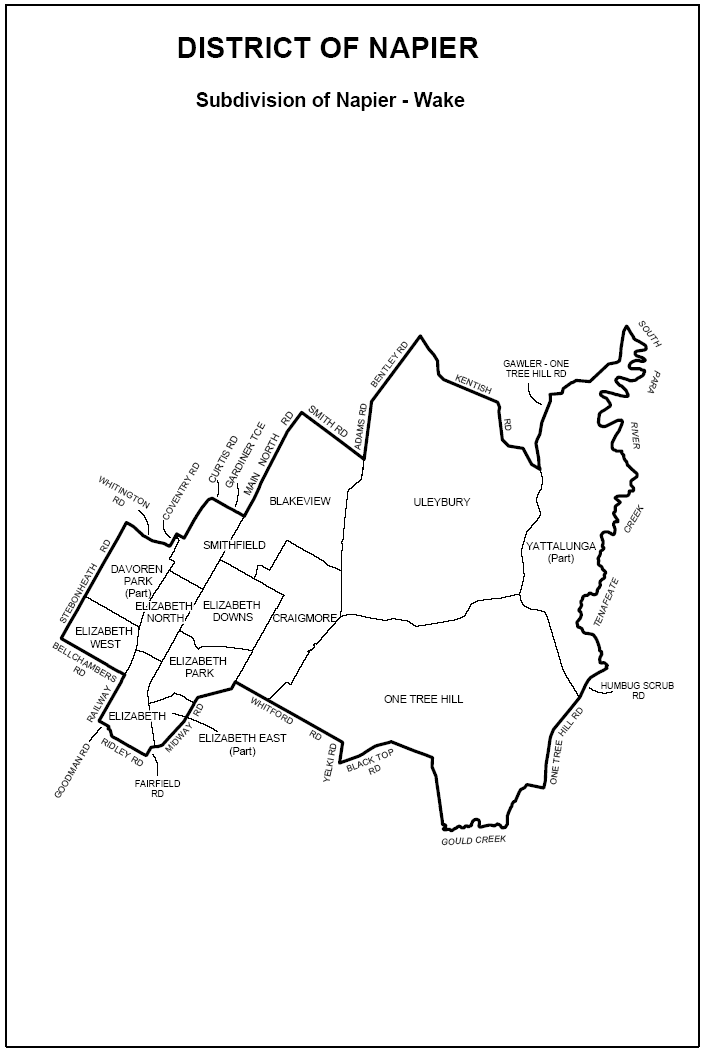 DISTRICT OF NAPIER
Subdivision of Napier - Wake
SOUTH
PARA
RIVER
BENTLEY RD
GAWLER - ONE
TREE HILL RD
KENTISH
RD
ADAMS RD
SMITH RD
MAIN NORTH RD
GARDINER TCE
CURTIS RD
COVENTRY RD
WHITINGTON
RD
STEBONHEATH RD
BLAKEVIEW
ULEYBURY
YATTALUNGA
(Part)
CREEK
TENAFEATE
SMITHFIELD
DAVOREN
PARK
(Part)
ELIZABETH
NORTH
ELIZABETH
DOWNS
CRAIGMORE
ELIZABETH
WEST
BELLCHAMBERS
RD
ELIZABETH
PARK
ONE TREE HILL
HUMBUG SCRUB
RD
RAILWAY
ELIZABETH
MIDWAY RD
WHITFORD RD
ONE TREE HILL RD
ELIZABETH EAST
(Part)
GOODMAN RD
RIDLEY RD
FAIRFIELD
RD
YELKI RD
BLACK TOP
RD
GOULD CREEK